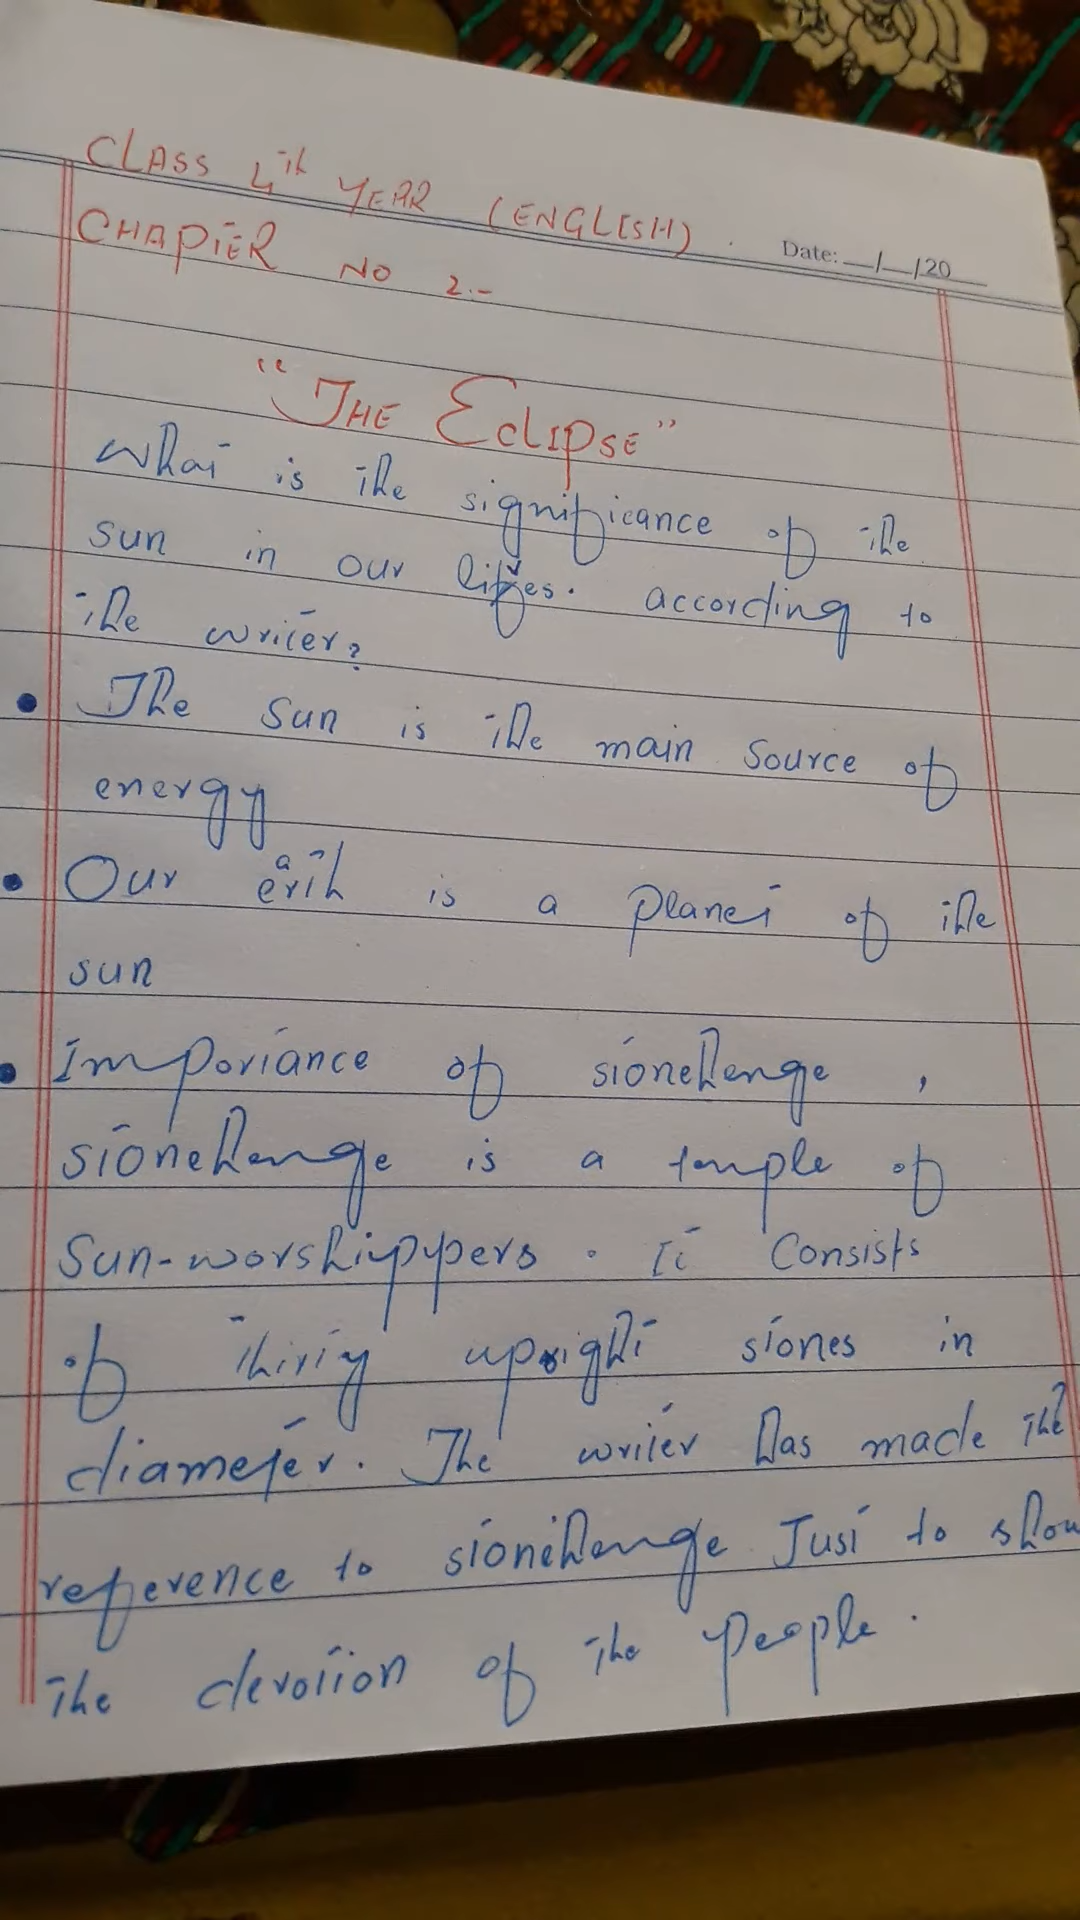 CLASS 4th YEAR (ENGLISH).
Date: __/__/20
CHAPTER NO 2.-
"THE EclIPSE"
What is the significance of the
sun in our lives. according to
the writer?
• The Sun is the main Source of
energy
• Our earth is a planet of the
sun
• Importance of stonehenge ,
stonehenge is a temple of
Sun-worshippers. It Consists
of thirty upright stones in
diameter. The writer has made the
reference to stonehenge Just to show
The devotion of the people.